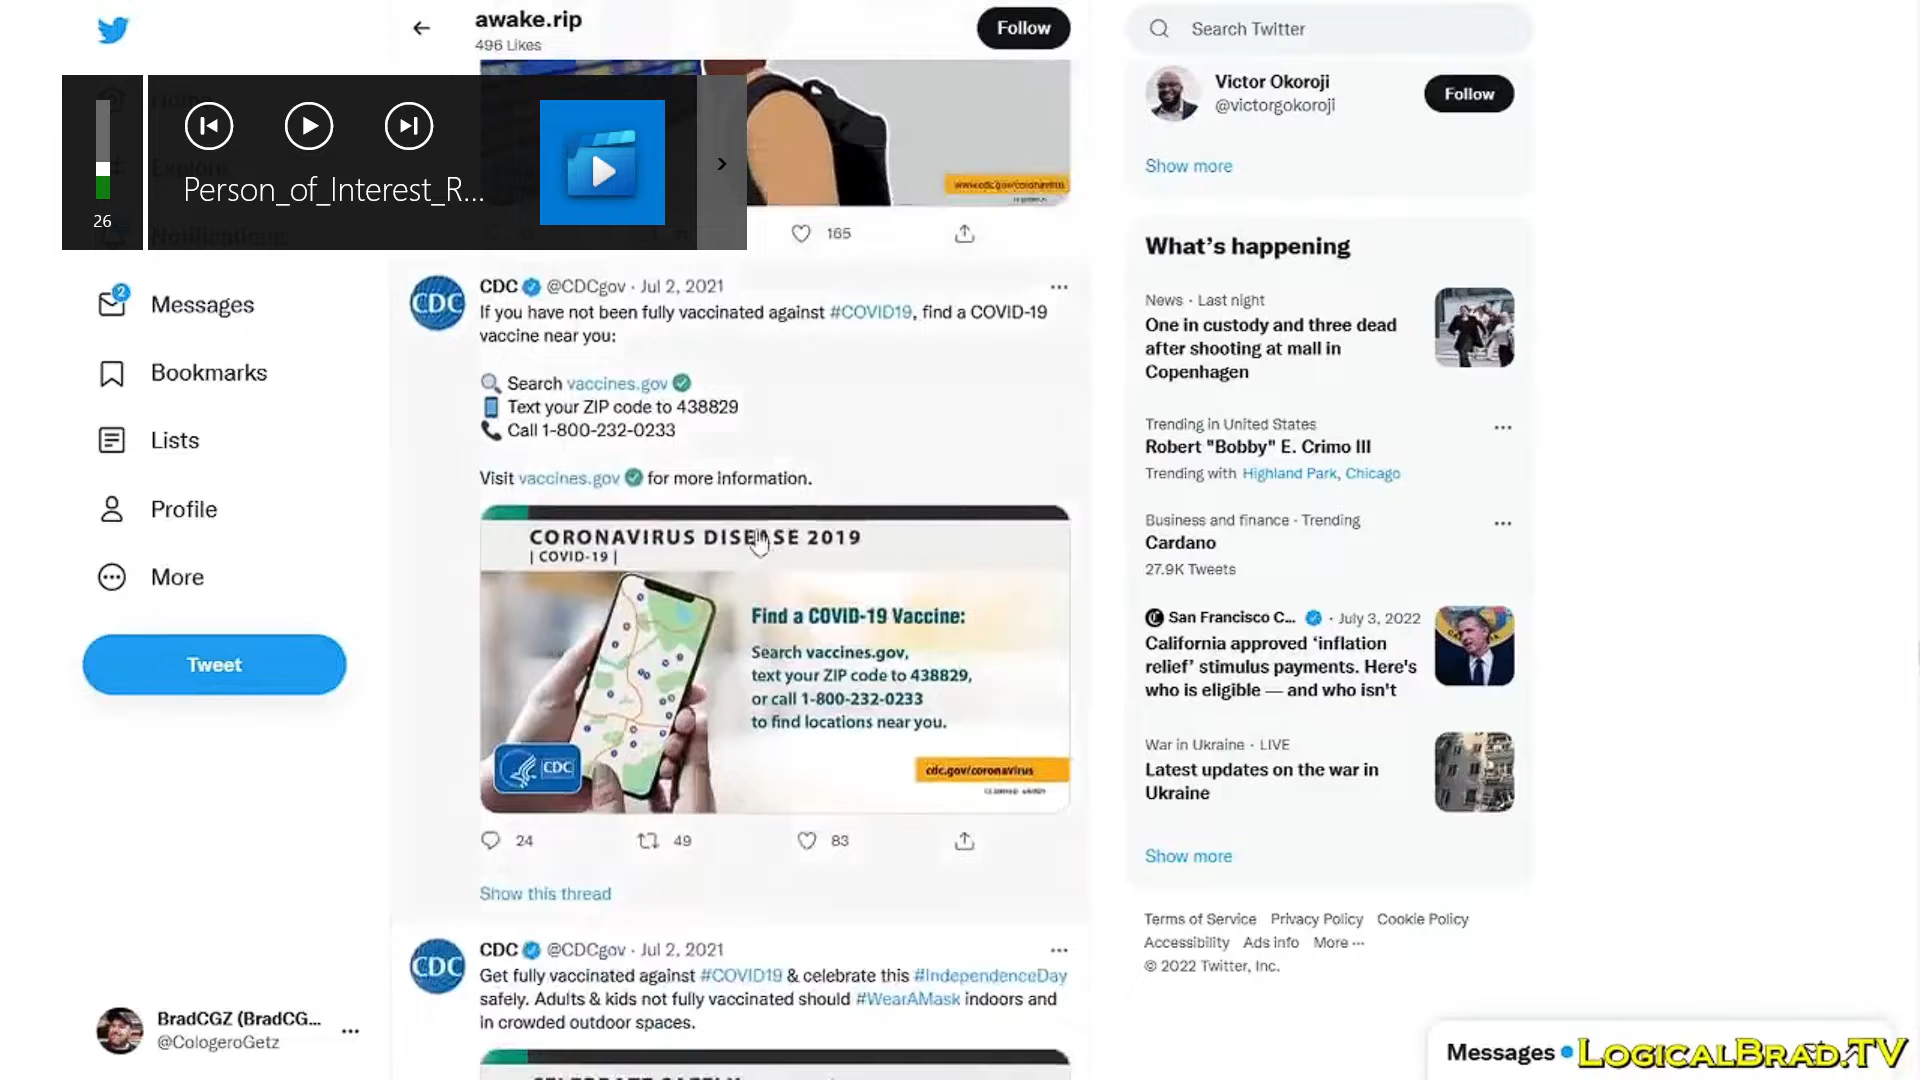 awake.rip
496 Likes
Follow
Search Twitter
Victor Okoroji
@victorgokoroji
Follow
Show more
Person_of_Interest_R...
26
www.cdc.gov/coronavirus
165
Explore
Notifications
Messages
2
Bookmarks
Lists
Profile
More
Tweet
BradCGZ (BradCG...
@CologeroGetz
CDC @CDCgov · Jul 2, 2021
If you have not been fully vaccinated against #COVID19, find a COVID-19
vaccine near you:
Search vaccines.gov
Text your ZIP code to 438829
Call 1-800-232-0233
Visit vaccines.gov for more information.
CORONAVIRUS DISEASE 2019
| COVID-19 |
Find a COVID-19 Vaccine:
Search vaccines.gov,
text your ZIP code to 438829,
or call 1-800-232-0233
to find locations near you.
CDC
cdc.gov/coronavirus
24
49
83
Show this thread
CDC @CDCgov · Jul 2, 2021
Get fully vaccinated against #COVID19 & celebrate this #IndependenceDay
safely. Adults & kids not fully vaccinated should #WearAMask indoors and
in crowded outdoor spaces.
What's happening
News · Last night
One in custody and three dead
after shooting at mall in
Copenhagen
Trending in United States
Robert "Bobby" E. Crimo III
Trending with Highland Park, Chicago
Business and finance · Trending
Cardano
27.9K Tweets
San Francisco C... · July 3, 2022
California approved ‘inflation
relief’ stimulus payments. Here's
who is eligible — and who isn't
War in Ukraine · LIVE
Latest updates on the war in
Ukraine
Show more
Terms of Service Privacy Policy Cookie Policy
Accessibility Ads info More ···
© 2022 Twitter, Inc.
Messages
LOGICALBRAD.TV